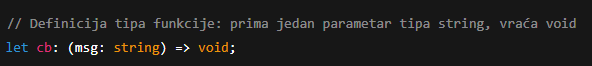 // Definicija tipa funkcije: prima jedan parametar tipa string, vraća void
let cb: (msg: string) => void;